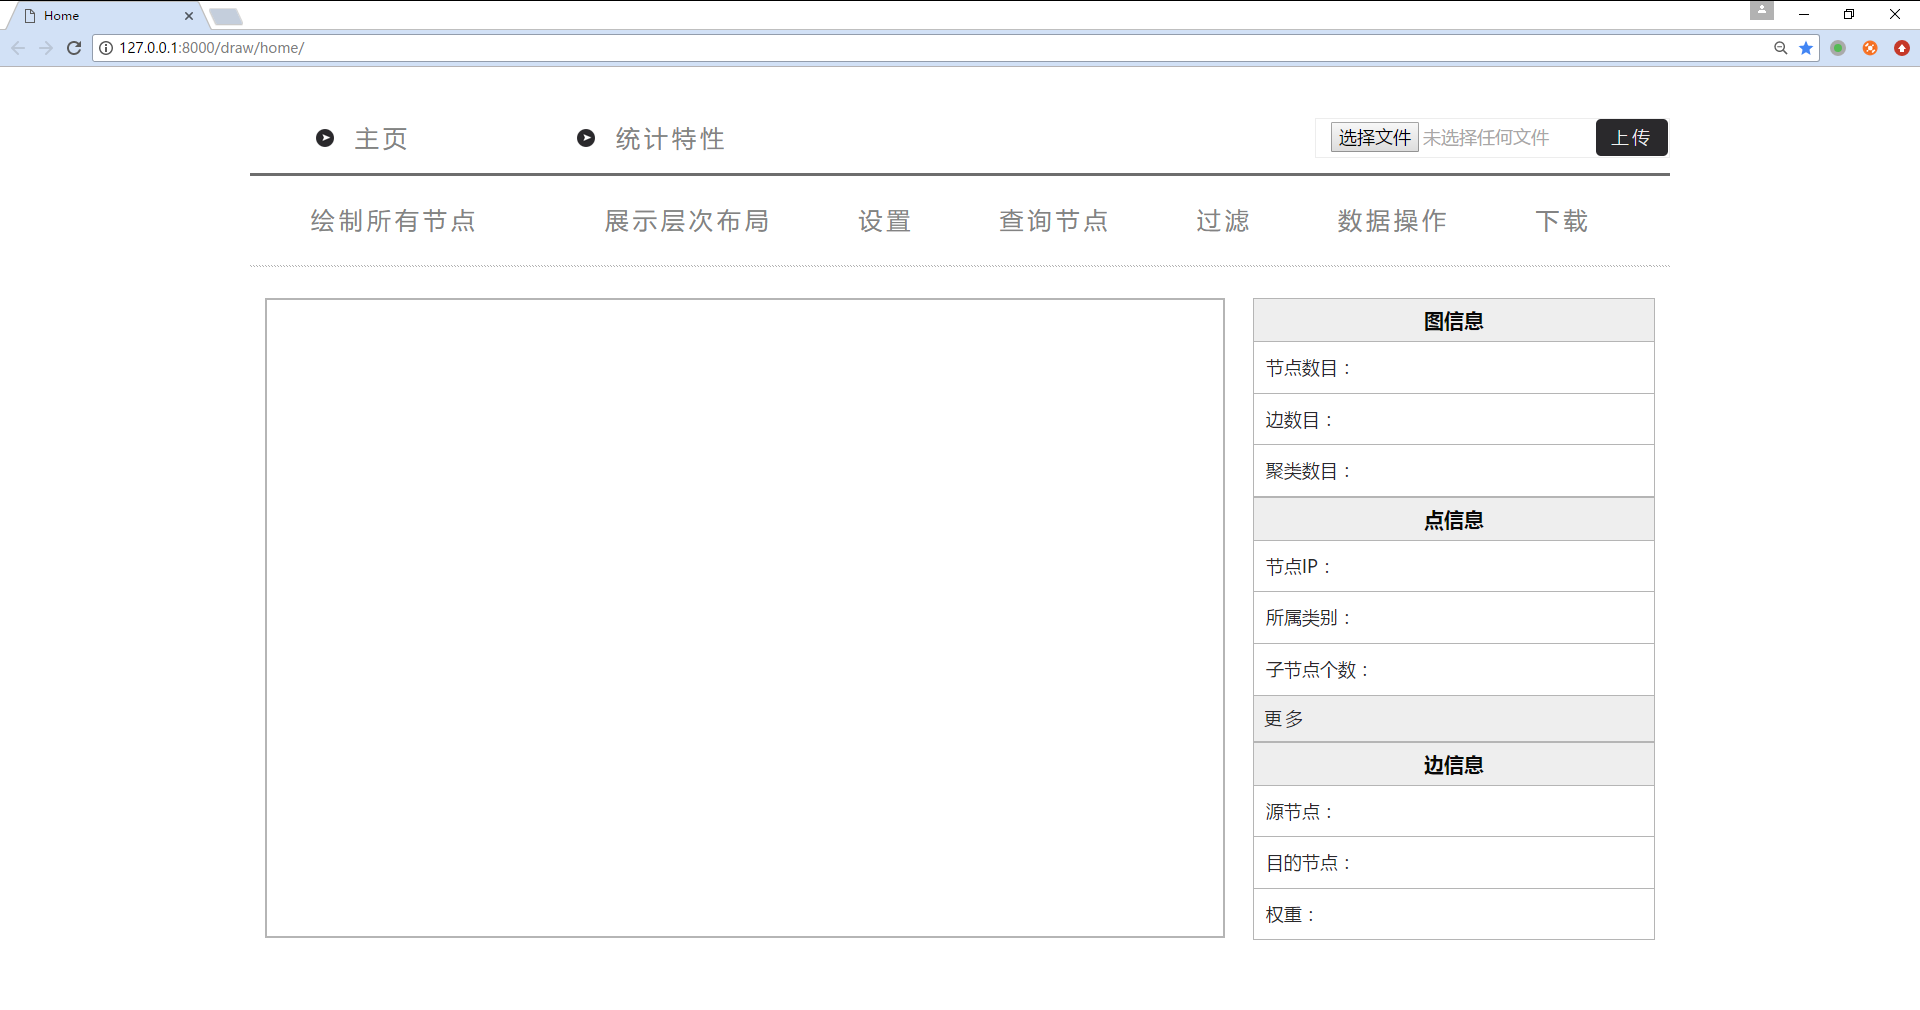 Home
127.0.0.1:8000/draw/home/
主页 统计特性 选择文件 未选择任何文件 上传
绘制所有节点 展示层次布局 设置 查询节点 过滤 数据操作 下载
图信息
节点数目：
边数目：
聚类数目：
点信息
节点IP：
所属类别：
子节点个数：
更多
边信息
源节点：
目的节点：
权重：